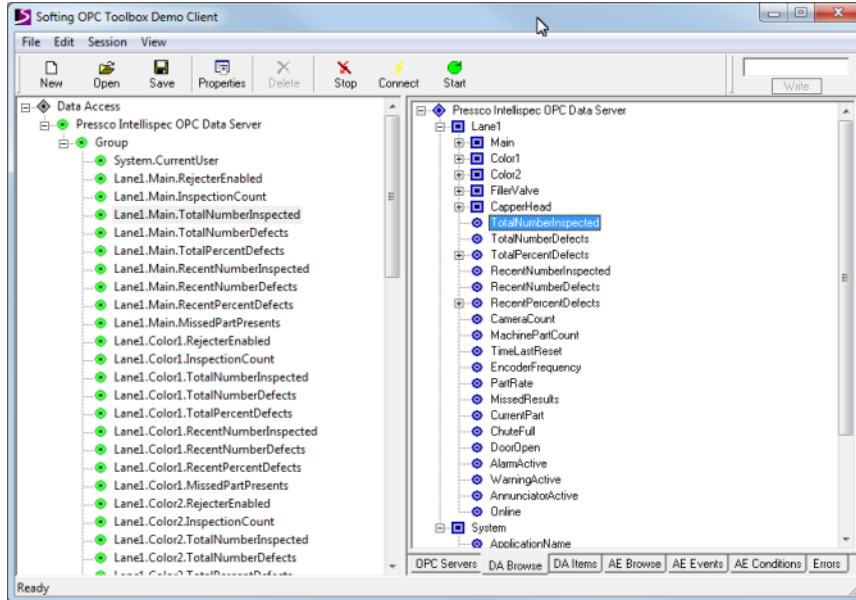 Softing OPC Toolbox Demo Client
File Edit Session View
New Open Save Properties Delete Stop Connect Start Write
Data Access
Pressco Intellispec OPC Data Server
Group
System.CurrentUser
Lane1.Main.RejecterEnabled
Lane1.Main.InspectionCount
Lane1.Main.TotalNumberInspected
Lane1.Main.TotalNumberDefects
Lane1.Main.TotalPercentDefects
Lane1.Main.RecentNumberInspected
Lane1.Main.RecentNumberDefects
Lane1.Main.RecentPercentDefects
Lane1.Main.MissedPartPresents
Lane1.Color1.RejecterEnabled
Lane1.Color1.InspectionCount
Lane1.Color1.TotalNumberInspected
Lane1.Color1.TotalNumberDefects
Lane1.Color1.TotalPercentDefects
Lane1.Color1.RecentNumberInspected
Lane1.Color1.RecentNumberDefects
Lane1.Color1.RecentPercentDefects
Lane1.Color1.MissedPartPresents
Lane1.Color2.RejecterEnabled
Lane1.Color2.InspectionCount
Lane1.Color2.TotalNumberInspected
Lane1.Color2.TotalNumberDefects
Pressco Intellispec OPC Data Server
Lane1
Main
Color1
Color2
FillerValve
CapperHead
TotalNumberInspected
TotalNumberDefects
TotalPercentDefects
RecentNumberInspected
RecentNumberDefects
RecentPercentDefects
CameraCount
MachinePartCount
TimeLastReset
EncoderFrequency
PartRate
MissedResults
CurrentPart
ChuteFull
DoorOpen
AlarmActive
WarningActive
AnnunciatorActive
Online
System
ApplicationName
OPC Servers DA Browse DA Items AE Browse AE Events AE Conditions Errors
Ready